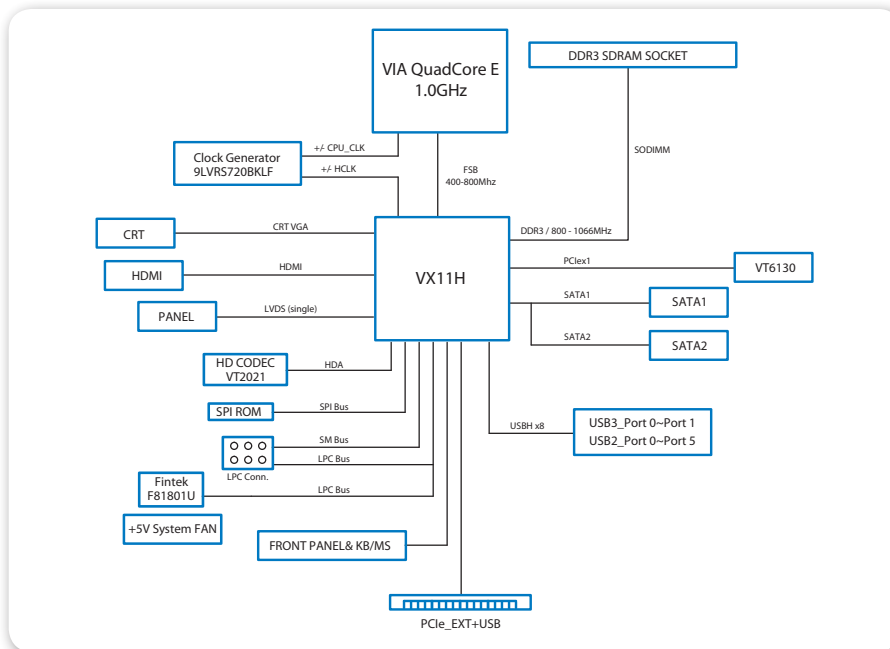 VIA QuadCore E
1.0GHz
DDR3 SDRAM SOCKET
Clock Generator
9LVRS720BKLF
+/- CPU_CLK
+/- HCLK
FSB
400-800Mhz
SODIMM
CRT
CRT VGA
DDR3 / 800 - 1066MHz
HDMI
HDMI
VX11H
PCIex1
VT6130
PANEL
LVDS (single)
SATA1
SATA1
SATA2
SATA2
HD CODEC
VT2021
HDA
SPI ROM
SPI Bus
USBH x8
USB3_Port 0~Port 1
USB2_Port 0~Port 5
SM Bus
LPC Bus
LPC Conn.
Fintek
F81801U
LPC Bus
+5V System FAN
FRONT PANEL& KB/MS
PCIe_EXT+USB